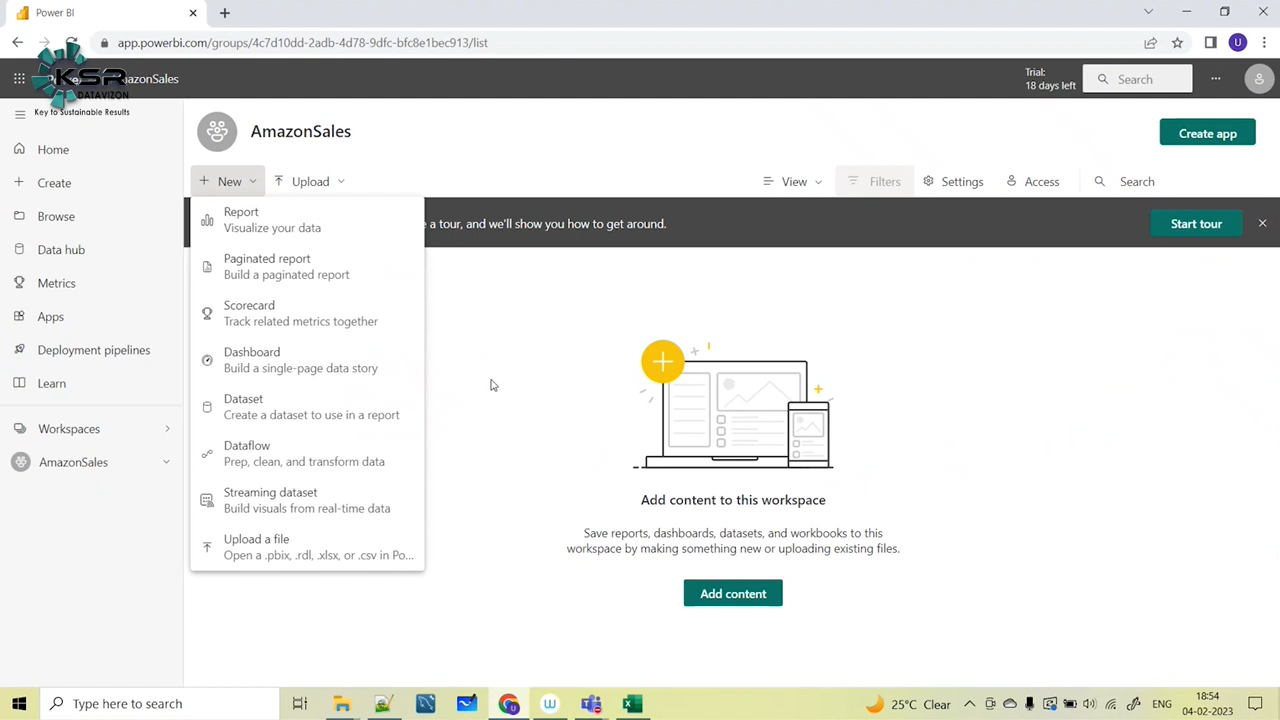 Power BI
app.powerbi.com/groups/4c7d10dd-2adb-4d78-9dfc-bfc8e1bec913/list
KSR
DATAVIZON
Key to Sustainable Results
Trial:
18 days left
Search
AmazonSales
Create app
Home
Create
Browse
Data hub
Metrics
Apps
Deployment pipelines
Learn
Workspaces
AmazonSales
New
Upload
View
Filters
Settings
Access
Search
e a tour, and we'll show you how to get around.
Start tour
Report
Visualize your data
Paginated report
Build a paginated report
Scorecard
Track related metrics together
Dashboard
Build a single-page data story
Dataset
Create a dataset to use in a report
Dataflow
Prep, clean, and transform data
Streaming dataset
Build visuals from real-time data
Upload a file
Open a .pbix, .rdl, .xlsx, or .csv in Po...
Add content to this workspace
Save reports, dashboards, datasets, and workbooks to this
workspace by making something new or uploading existing files.
Add content
Type here to search
25°C Clear
ENG
18:54
04-02-2023